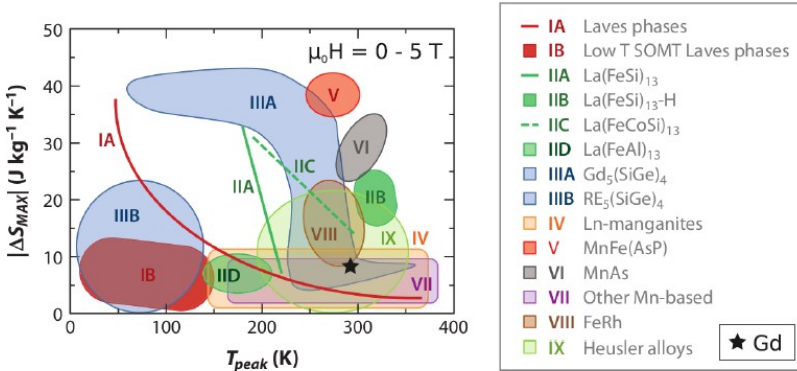 μ₀H = 0 - 5 T
|ΔS_MAX| (J kg⁻¹ K⁻¹)
50
40
30
20
10
0
0
100
200
300
400
T_peak (K)
IA
IIIA
V
VI
IIC
IIA
IIB
IIIB
VIII
IX
IV
IB
IID
VII
IA Laves phases
IB Low T SOMT Laves phases
IIA La(FeSi)₁₃
IIB La(FeSi)₁₃-H
IIC La(FeCoSi)₁₃
IID La(FeAl)₁₃
IIIA Gd₅(SiGe)₄
IIIB RE₅(SiGe)₄
IV Ln-manganites
V MnFe(AsP)
VI MnAs
VII Other Mn-based
VIII FeRh
IX Heusler alloys
★ Gd